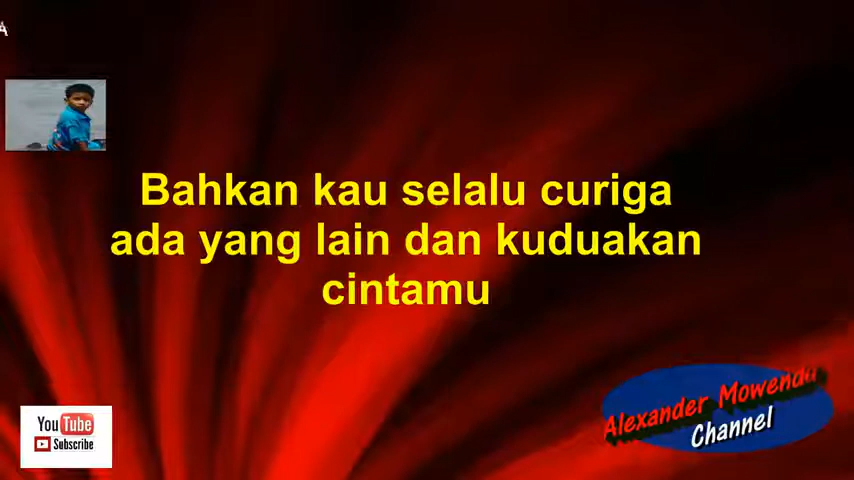 Bahkan kau selalu curiga
ada yang lain dan kuduakan
cintamu
YouTube
Subscribe
Alexander Mowendu
Channel